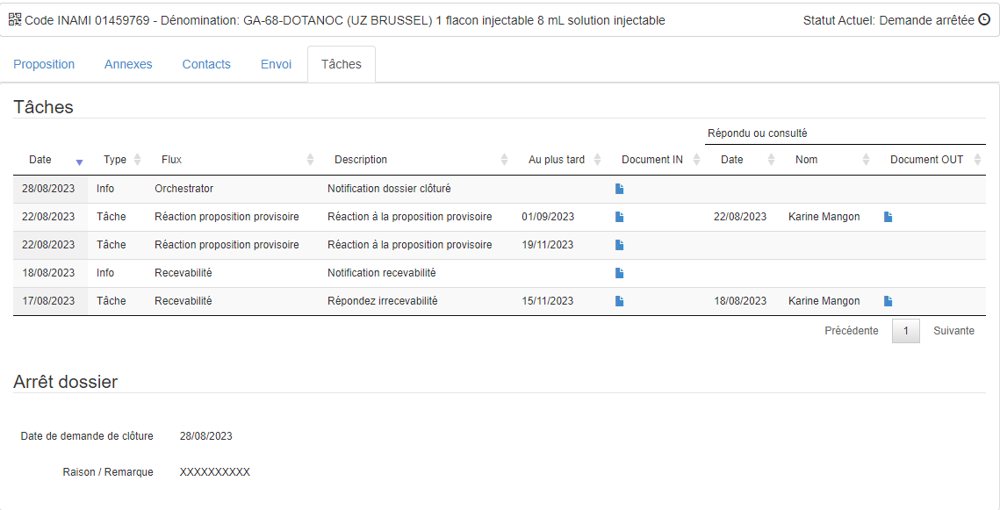 Code INAMI 01459769 - Dénomination: GA-68-DOTANOC (UZ BRUSSEL) 1 flacon injectable 8 mL solution injectable Statut Actuel: Demande arrêtée
Proposition Annexes Contacts Envoi Tâches
Tâches
Répondu ou consulté
Date Type Flux Description Au plus tard Document IN Date Nom Document OUT
28/08/2023 Info Orchestrator Notification dossier clôturé
22/08/2023 Tâche Réaction proposition provisoire Réaction à la proposition provisoire 01/09/2023 22/08/2023 Karine Mangon
22/08/2023 Tâche Réaction proposition provisoire Réaction à la proposition provisoire 19/11/2023
18/08/2023 Info Recevabilité Notification recevabilité
17/08/2023 Tâche Recevabilité Répondez irrecevabilité 15/11/2023 18/08/2023 Karine Mangon
Précédente 1 Suivante
Arrêt dossier
Date de demande de clôture 28/08/2023
Raison / Remarque XXXXXXXXXX